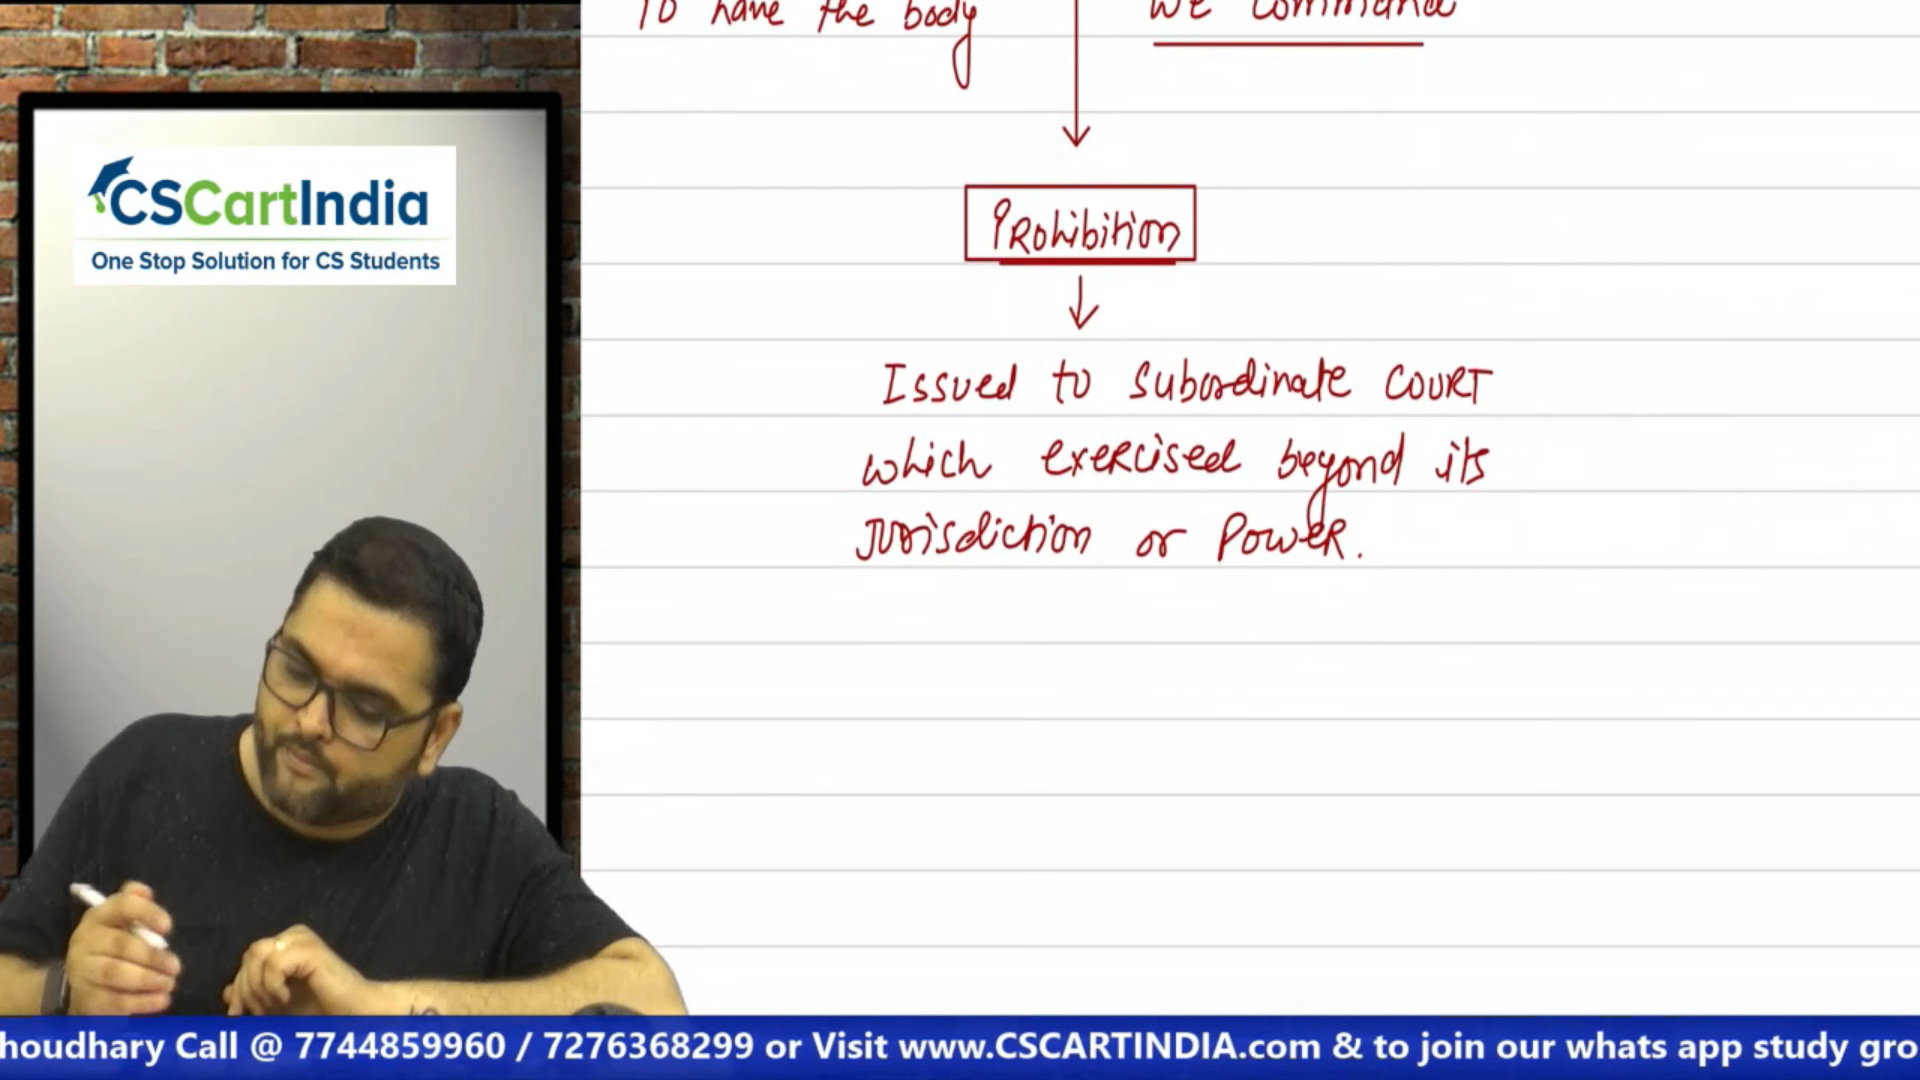 To have the body
We command
Prohibition
Issued to subordinate court
which exercised beyond its
Jurisdiction or Power.
CSCartIndia
One Stop Solution for CS Students
houdhary Call @ 7744859960 / 7276368299 or Visit www.CSCARTINDIA.com & to join our whats app study gro